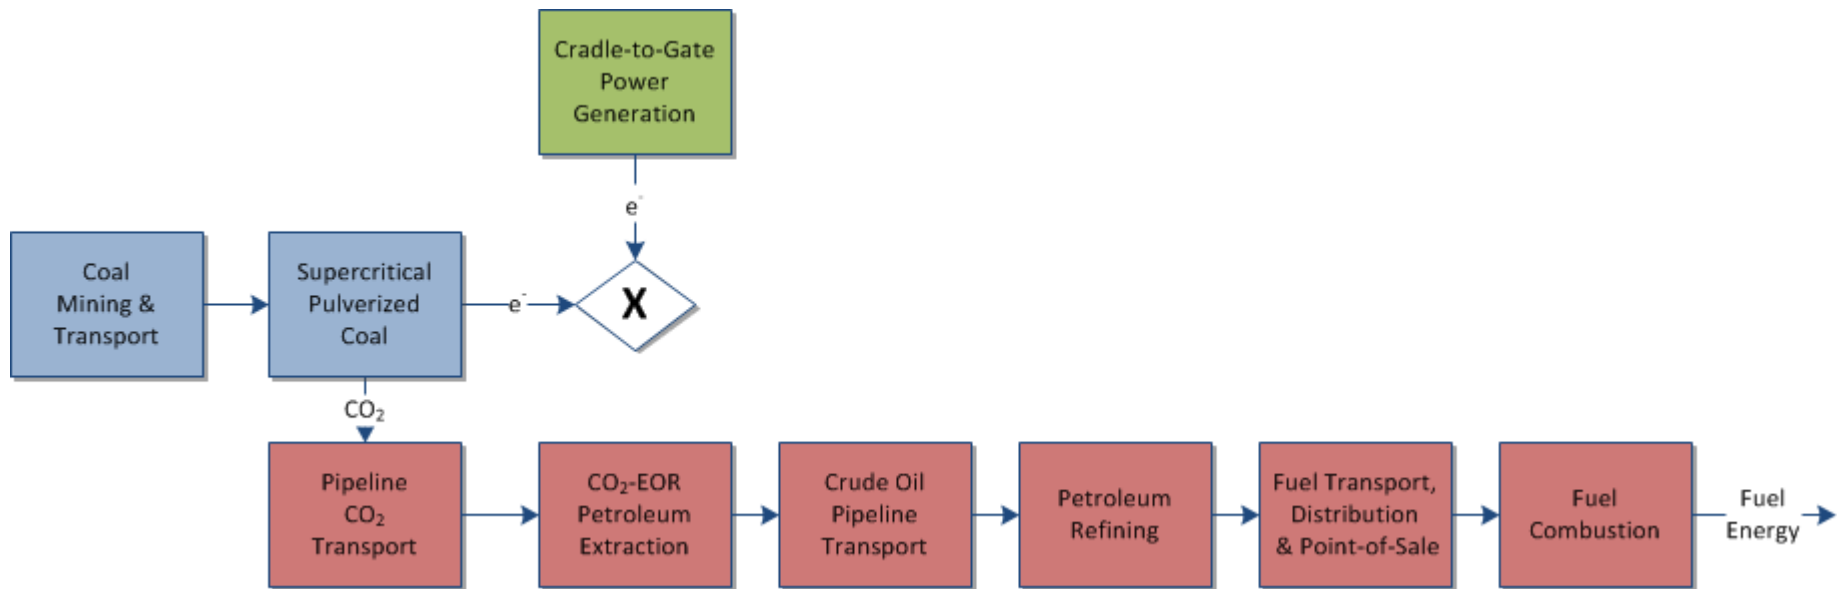 Cradle-to-Gate
Power
Generation
e⁻
Coal
Mining &
Transport
Supercritical
Pulverized
Coal
e⁻
X
CO₂
Pipeline
CO₂
Transport
CO₂-EOR
Petroleum
Extraction
Crude Oil
Pipeline
Transport
Petroleum
Refining
Fuel Transport,
Distribution
& Point-of-Sale
Fuel
Combustion
Fuel
Energy